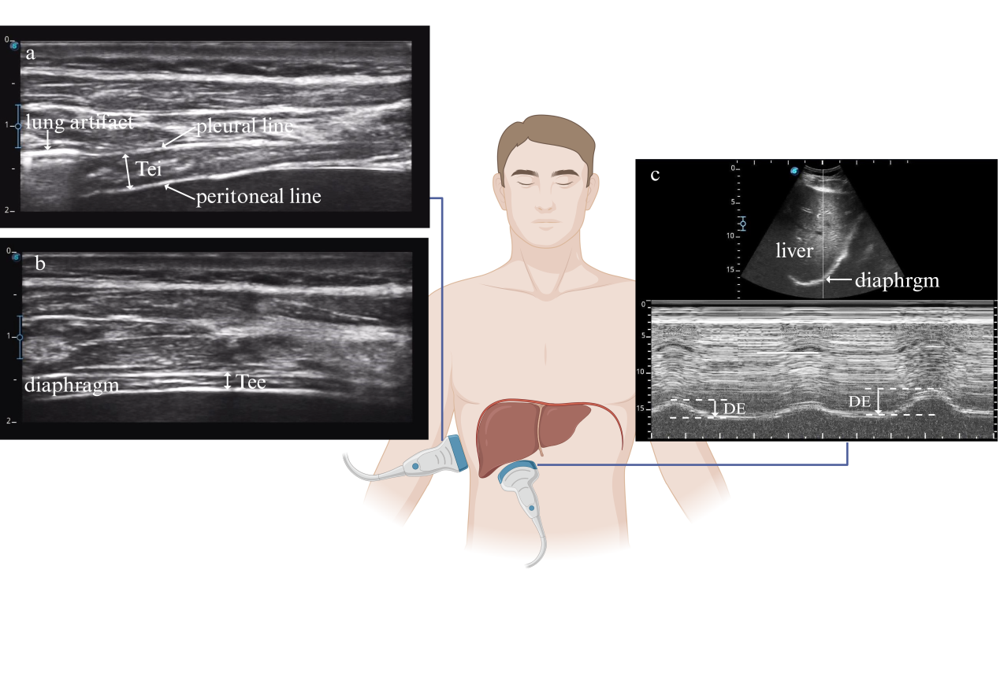 0
a
1
lung artifact
pleural line
Tei
peritoneal line
2
0
b
1
diaphragm
Tee
2
c
0
5
10
15
liver
diaphrgm
0
5
10
15
DE
DE